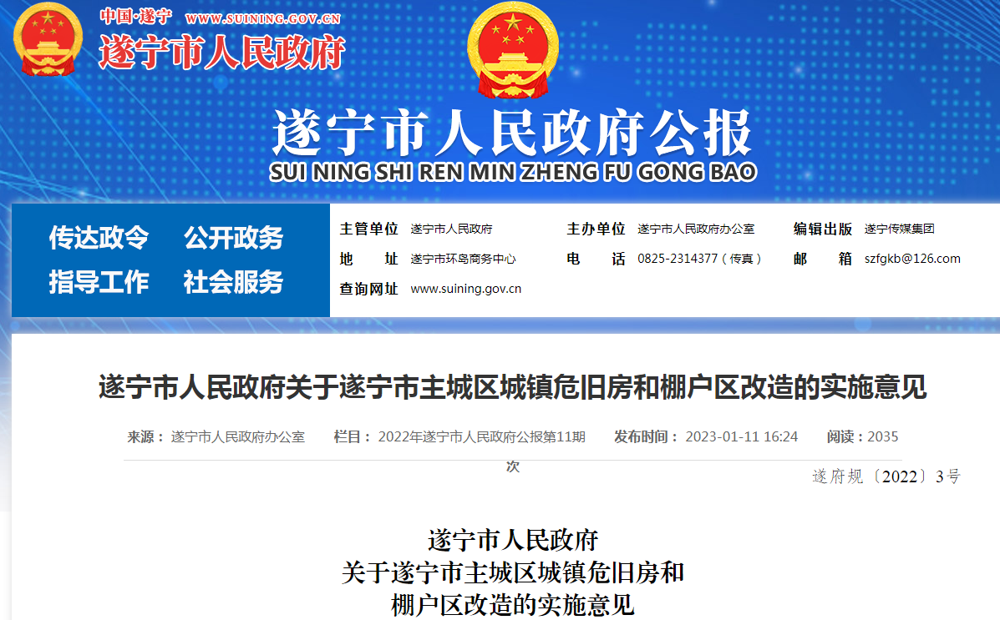 中国·遂宁 WWW.SUINING.GOV.CN
遂宁市人民政府
遂宁市人民政府公报
SUI NING SHI REN MIN ZHENG FU GONG BAO
传达政令 公开政务
指导工作 社会服务
主管单位 遂宁市人民政府 主办单位 遂宁市人民政府办公室 编辑出版 遂宁传媒集团
地 址 遂宁市环岛商务中心 电 话 0825-2314377（传真） 邮 箱 szfgkb@126.com
查询网址 www.suining.gov.cn
遂宁市人民政府关于遂宁市主城区城镇危旧房和棚户区改造的实施意见
来源： 遂宁市人民政府办公室 栏目： 2022年遂宁市人民政府公报第11期 发布时间： 2023-01-11 16:24 阅读：2035
次
遂府规〔2022〕3号
遂宁市人民政府
关于遂宁市主城区城镇危旧房和
棚户区改造的实施意见